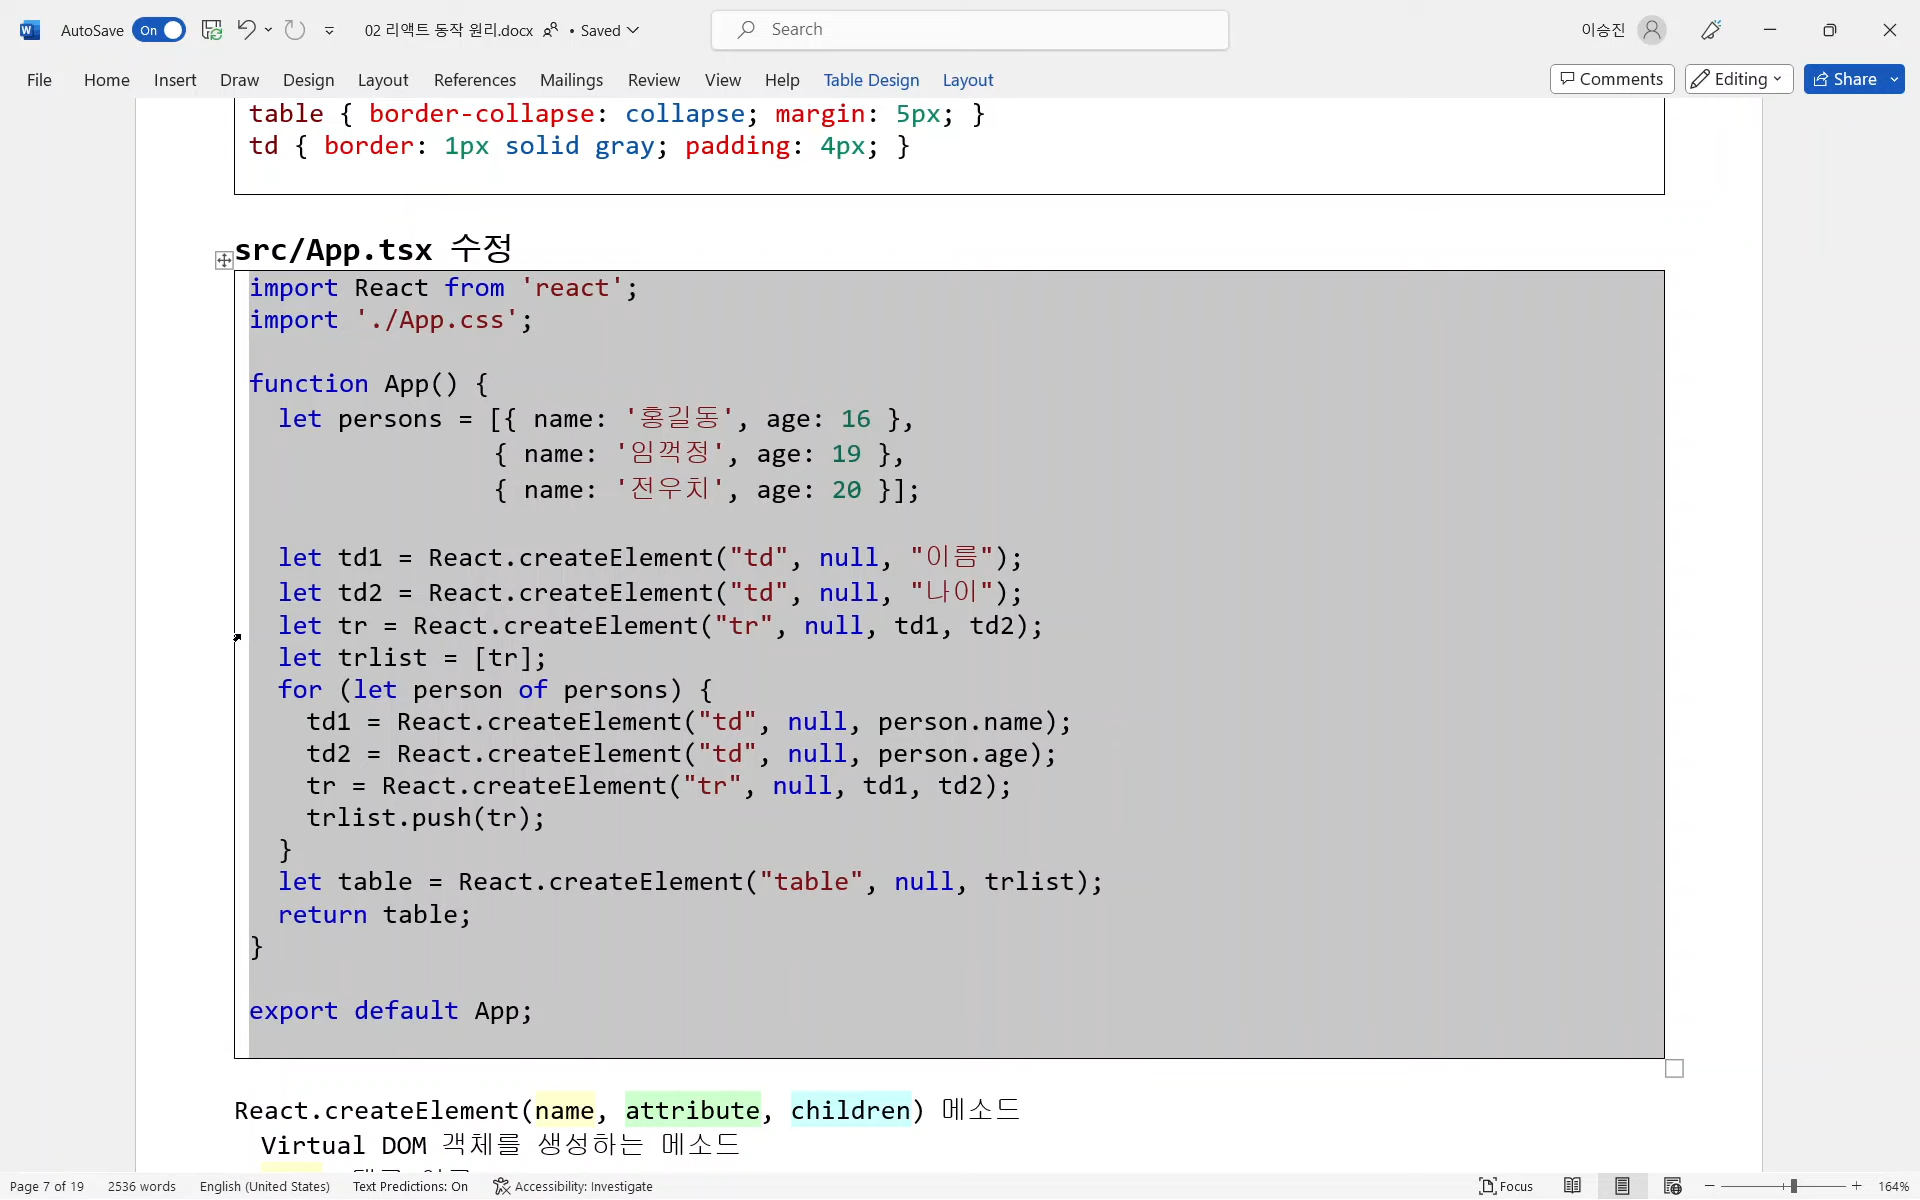 AutoSave On 02 리액트 동작 원리.docx • Saved Search 이승진
File Home Insert Draw Design Layout References Mailings Review View Help Table Design Layout Comments Editing Share
table { border-collapse: collapse; margin: 5px; }
td { border: 1px solid gray; padding: 4px; }
src/App.tsx 수정
import React from 'react';
import './App.css';
function App() {
  let persons = [{ name: '홍길동', age: 16 },
                 { name: '임꺽정', age: 19 },
                 { name: '전우치', age: 20 }];
  let td1 = React.createElement("td", null, "이름");
  let td2 = React.createElement("td", null, "나이");
  let tr = React.createElement("tr", null, td1, td2);
  let trlist = [tr];
  for (let person of persons) {
    td1 = React.createElement("td", null, person.name);
    td2 = React.createElement("td", null, person.age);
    tr = React.createElement("tr", null, td1, td2);
    trlist.push(tr);
  }
  let table = React.createElement("table", null, trlist);
  return table;
}
export default App;
React.createElement(name, attribute, children) 메소드
Virtual DOM 객체를 생성하는 메소드
Page 7 of 19 2536 words English (United States) Text Predictions: On Accessibility: Investigate Focus 164%